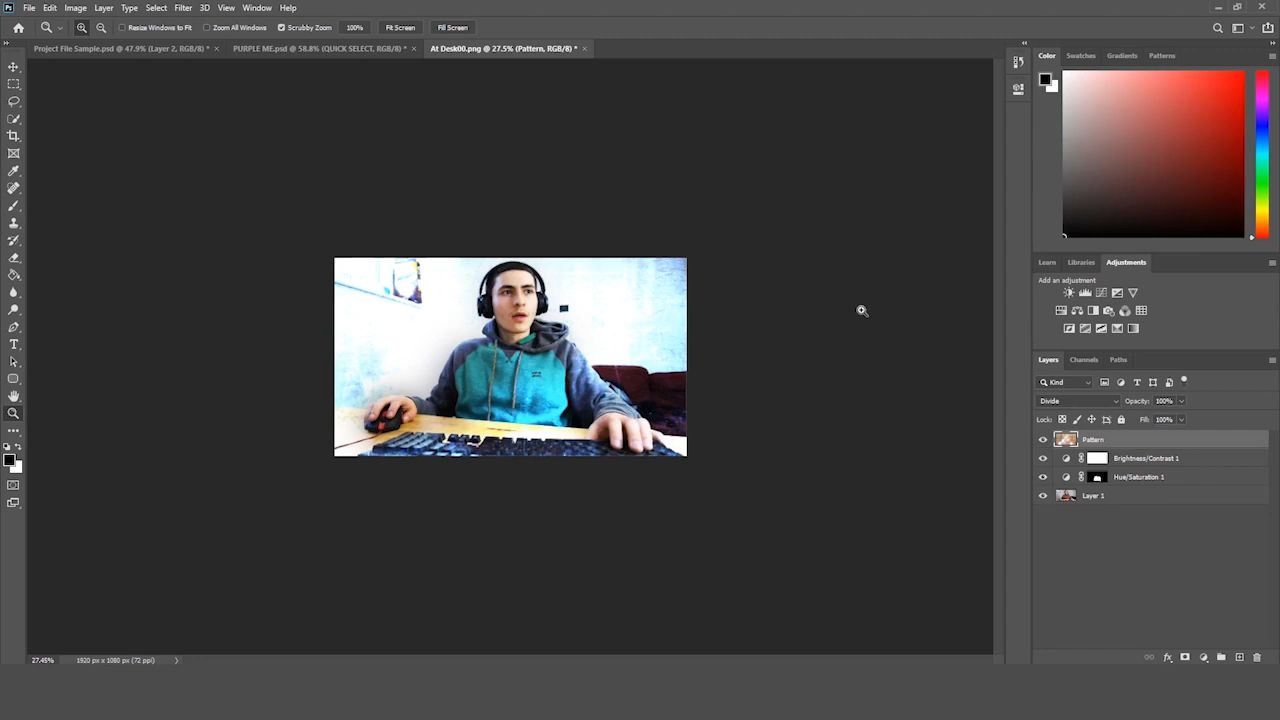 Ps File Edit Image Layer Type Select Filter 3D View Window Help
Resize Windows to Fit Zoom All Windows Scrubby Zoom 100% Fit Screen Fill Screen
Project File Sample.psd @ 47.9% (Layer 2, RGB/8) * × PURPLE ME.psd @ 58.8% (QUICK SELECT, RGB/8) * × At Desk00.png @ 27.5% (Pattern, RGB/8) * ×
Color Swatches Gradients Patterns
Learn Libraries Adjustments
Add an adjustment
Layers Channels Paths
Kind
Divide Opacity: 100%
Lock: Fill: 100%
Pattern
Brightness/Contrast 1
Hue/Saturation 1
Layer 1
fx
27.45% 1920 px x 1080 px (72 ppi)